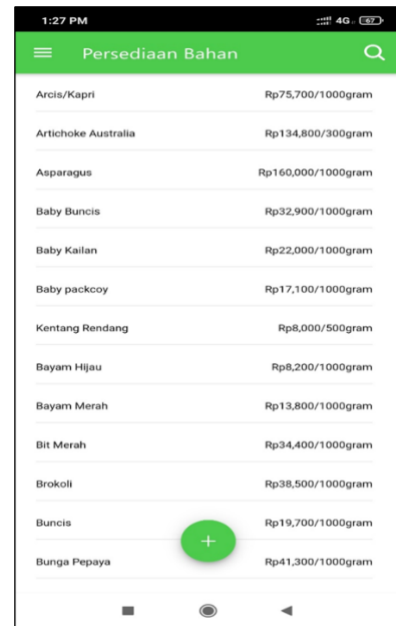 1:27 PM 4G 67
Persediaan Bahan
Arcis/Kapri Rp75,700/1000gram
Artichoke Australia Rp134,800/300gram
Asparagus Rp160,000/1000gram
Baby Buncis Rp32,900/1000gram
Baby Kailan Rp22,000/1000gram
Baby packcoy Rp17,100/1000gram
Kentang Rendang Rp8,000/500gram
Bayam Hijau Rp8,200/1000gram
Bayam Merah Rp13,800/1000gram
Bit Merah Rp34,400/1000gram
Brokoli Rp38,500/1000gram
Buncis Rp19,700/1000gram
Bunga Pepaya Rp41,300/1000gram